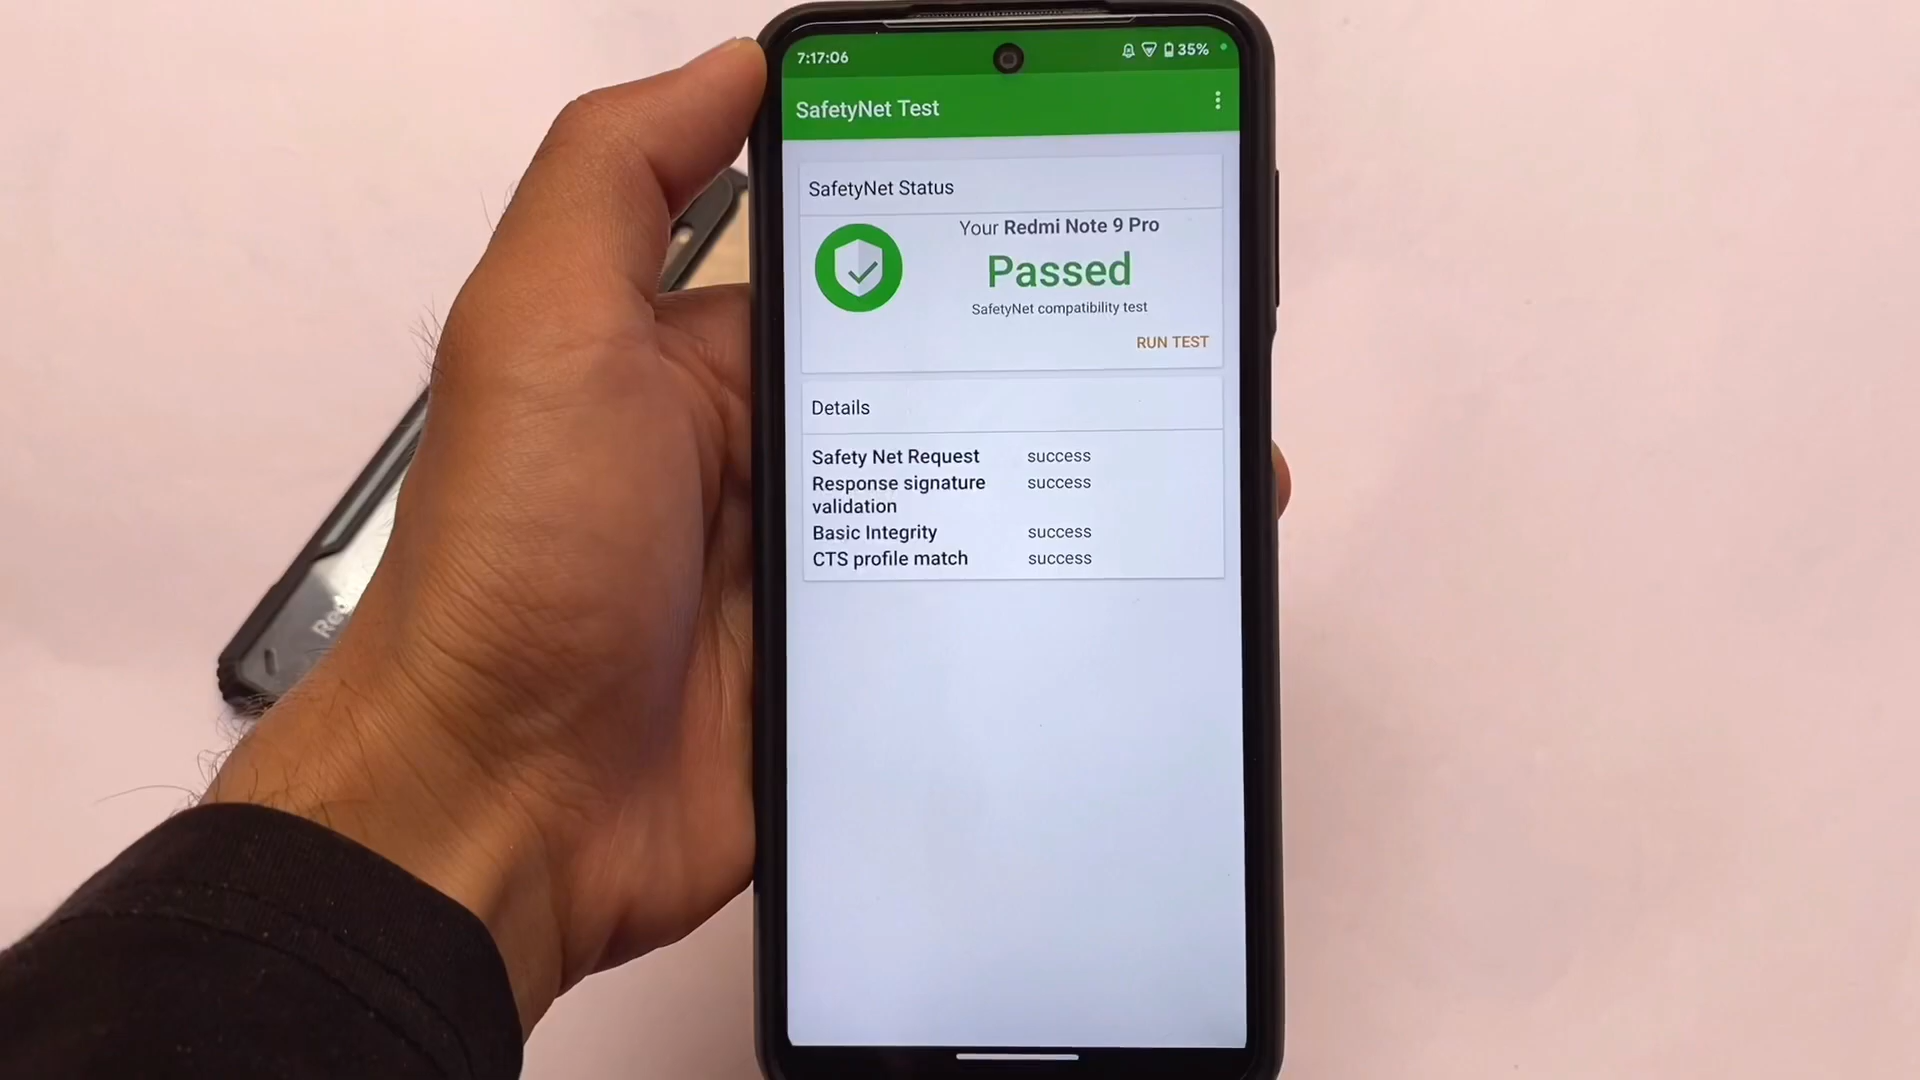 7:17:06
35%
SafetyNet Test
SafetyNet Status
Your Redmi Note 9 Pro
Passed
SafetyNet compatibility test
RUN TEST
Details
Safety Net Request success
Response signature validation success
Basic Integrity success
CTS profile match success